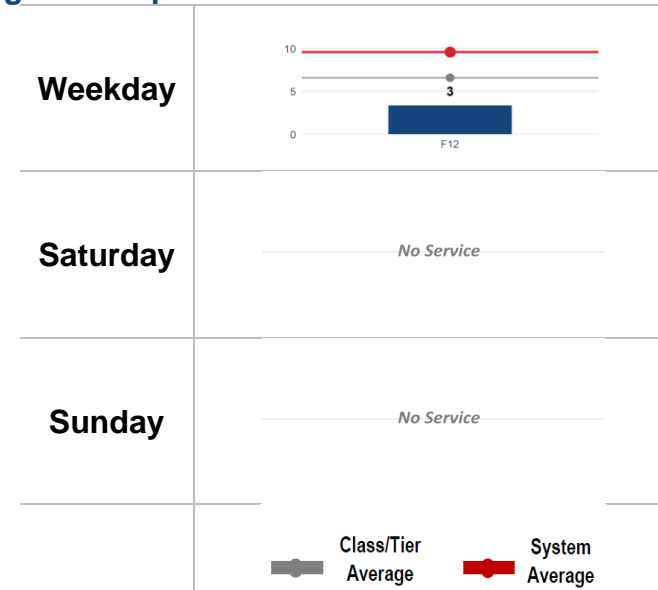 Weekday
10
5
0
3
F12
Saturday
No Service
Sunday
No Service
Class/Tier
Average
System
Average